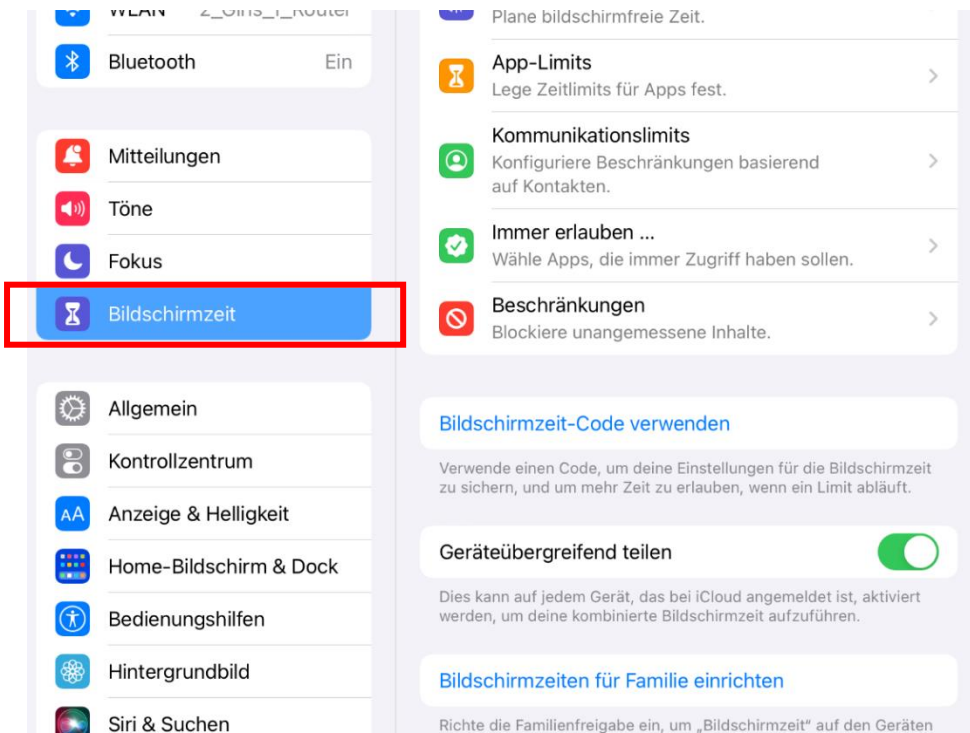 WLAN 2_Girls_1_Router
Bluetooth Ein
Mitteilungen
Töne
Fokus
Bildschirmzeit
Allgemein
Kontrollzentrum
AA Anzeige & Helligkeit
Home-Bildschirm & Dock
Bedienungshilfen
Hintergrundbild
Siri & Suchen
Plane bildschirmfreie Zeit.
App-Limits
Lege Zeitlimits für Apps fest.
Kommunikationslimits
Konfiguriere Beschränkungen basierend
auf Kontakten.
Immer erlauben ...
Wähle Apps, die immer Zugriff haben sollen.
Beschränkungen
Blockiere unangemessene Inhalte.
Bildschirmzeit-Code verwenden
Verwende einen Code, um deine Einstellungen für die Bildschirmzeit
zu sichern, und um mehr Zeit zu erlauben, wenn ein Limit abläuft.
Geräteübergreifend teilen
Dies kann auf jedem Gerät, das bei iCloud angemeldet ist, aktiviert
werden, um deine kombinierte Bildschirmzeit aufzuführen.
Bildschirmzeiten für Familie einrichten
Richte die Familienfreigabe ein, um „Bildschirmzeit“ auf den Geräten